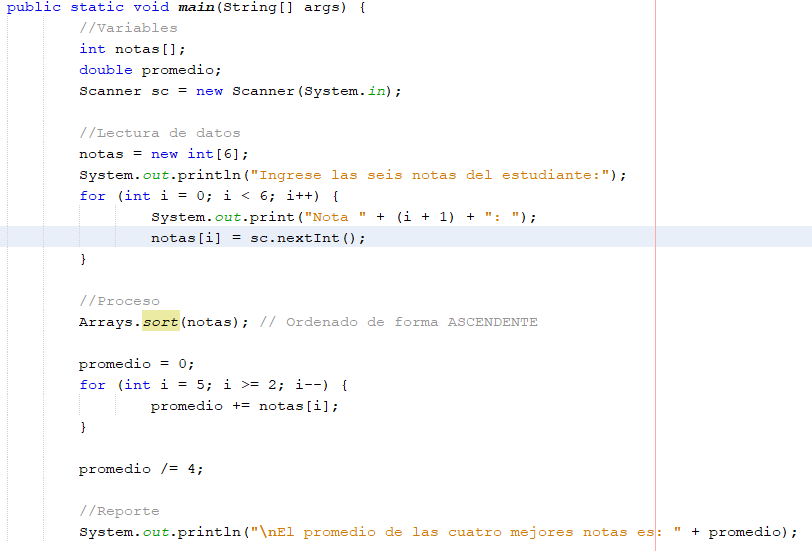 public static void main(String[] args) {
//Variables
int notas[];
double promedio;
Scanner sc = new Scanner(System.in);
//Lectura de datos
notas = new int[6];
System.out.println("Ingrese las seis notas del estudiante:");
for (int i = 0; i < 6; i++) {
System.out.print("Nota " + (i + 1) + ": ");
notas[i] = sc.nextInt();
}
//Proceso
Arrays.sort(notas); // Ordenado de forma ASCENDENTE
promedio = 0;
for (int i = 5; i >= 2; i--) {
promedio += notas[i];
}
promedio /= 4;
//Reporte
System.out.println("\nEl promedio de las cuatro mejores notas es: " + promedio);